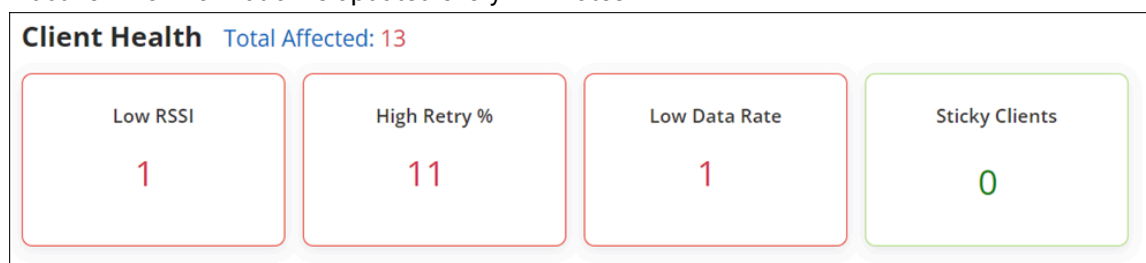 Client Health Total Affected: 13
Low RSSI
1
High Retry %
11
Low Data Rate
1
Sticky Clients
0